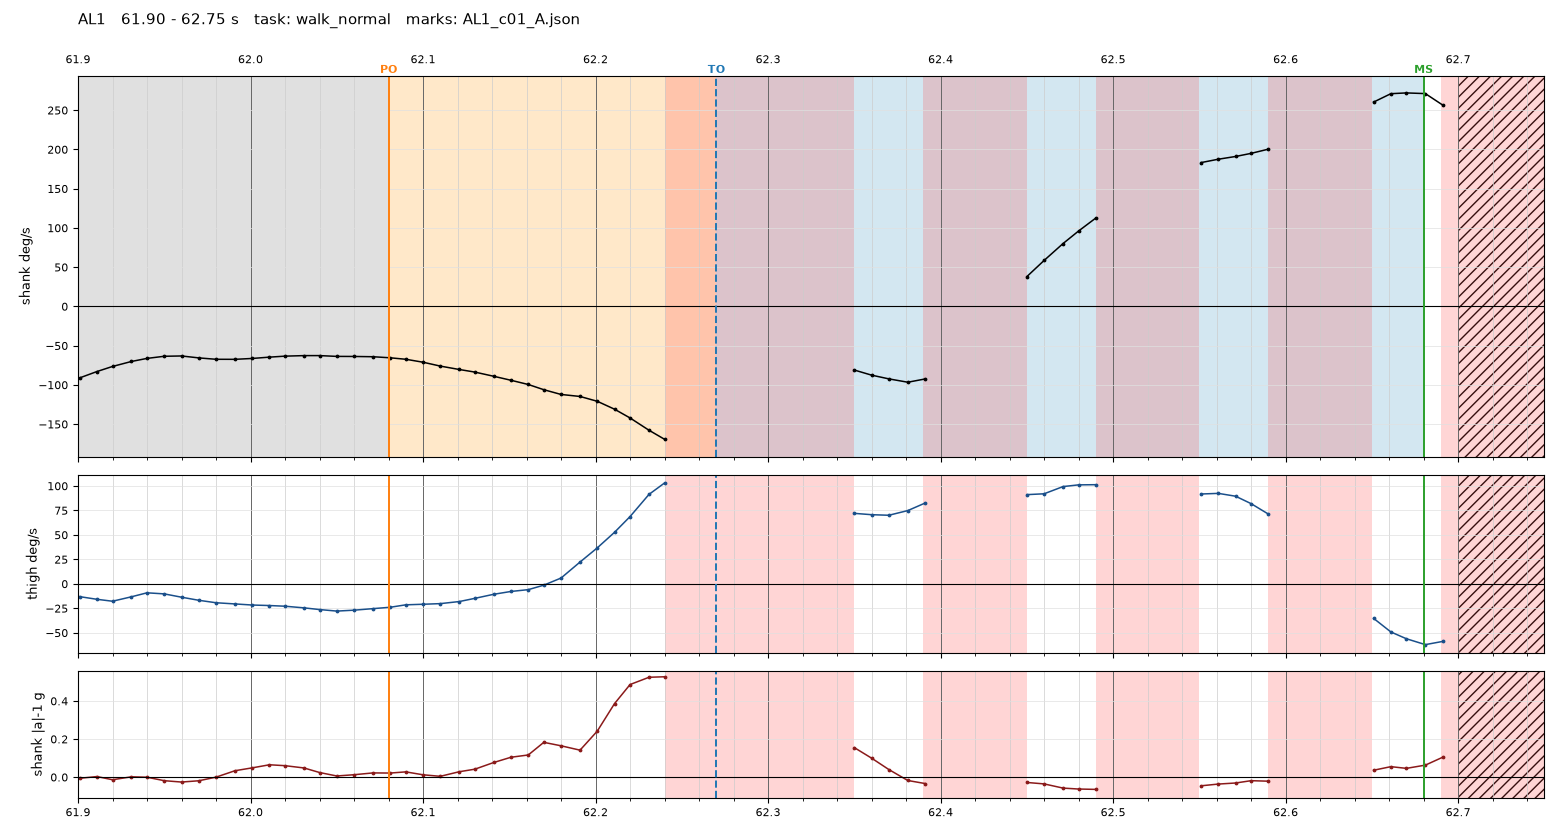 AL1   61.90 - 62.75 s   task: walk_normal   marks: AL1_c01_A.json
61.9 62.0 62.1 62.2 62.3 62.4 62.5 62.6 62.7
PO TO MS
shank deg/s
250
200
150
100
50
0
−50
−100
−150
thigh deg/s
100
75
50
25
0
−25
−50
shank |a|-1 g
0.4
0.2
0.0
61.9 62.0 62.1 62.2 62.3 62.4 62.5 62.6 62.7